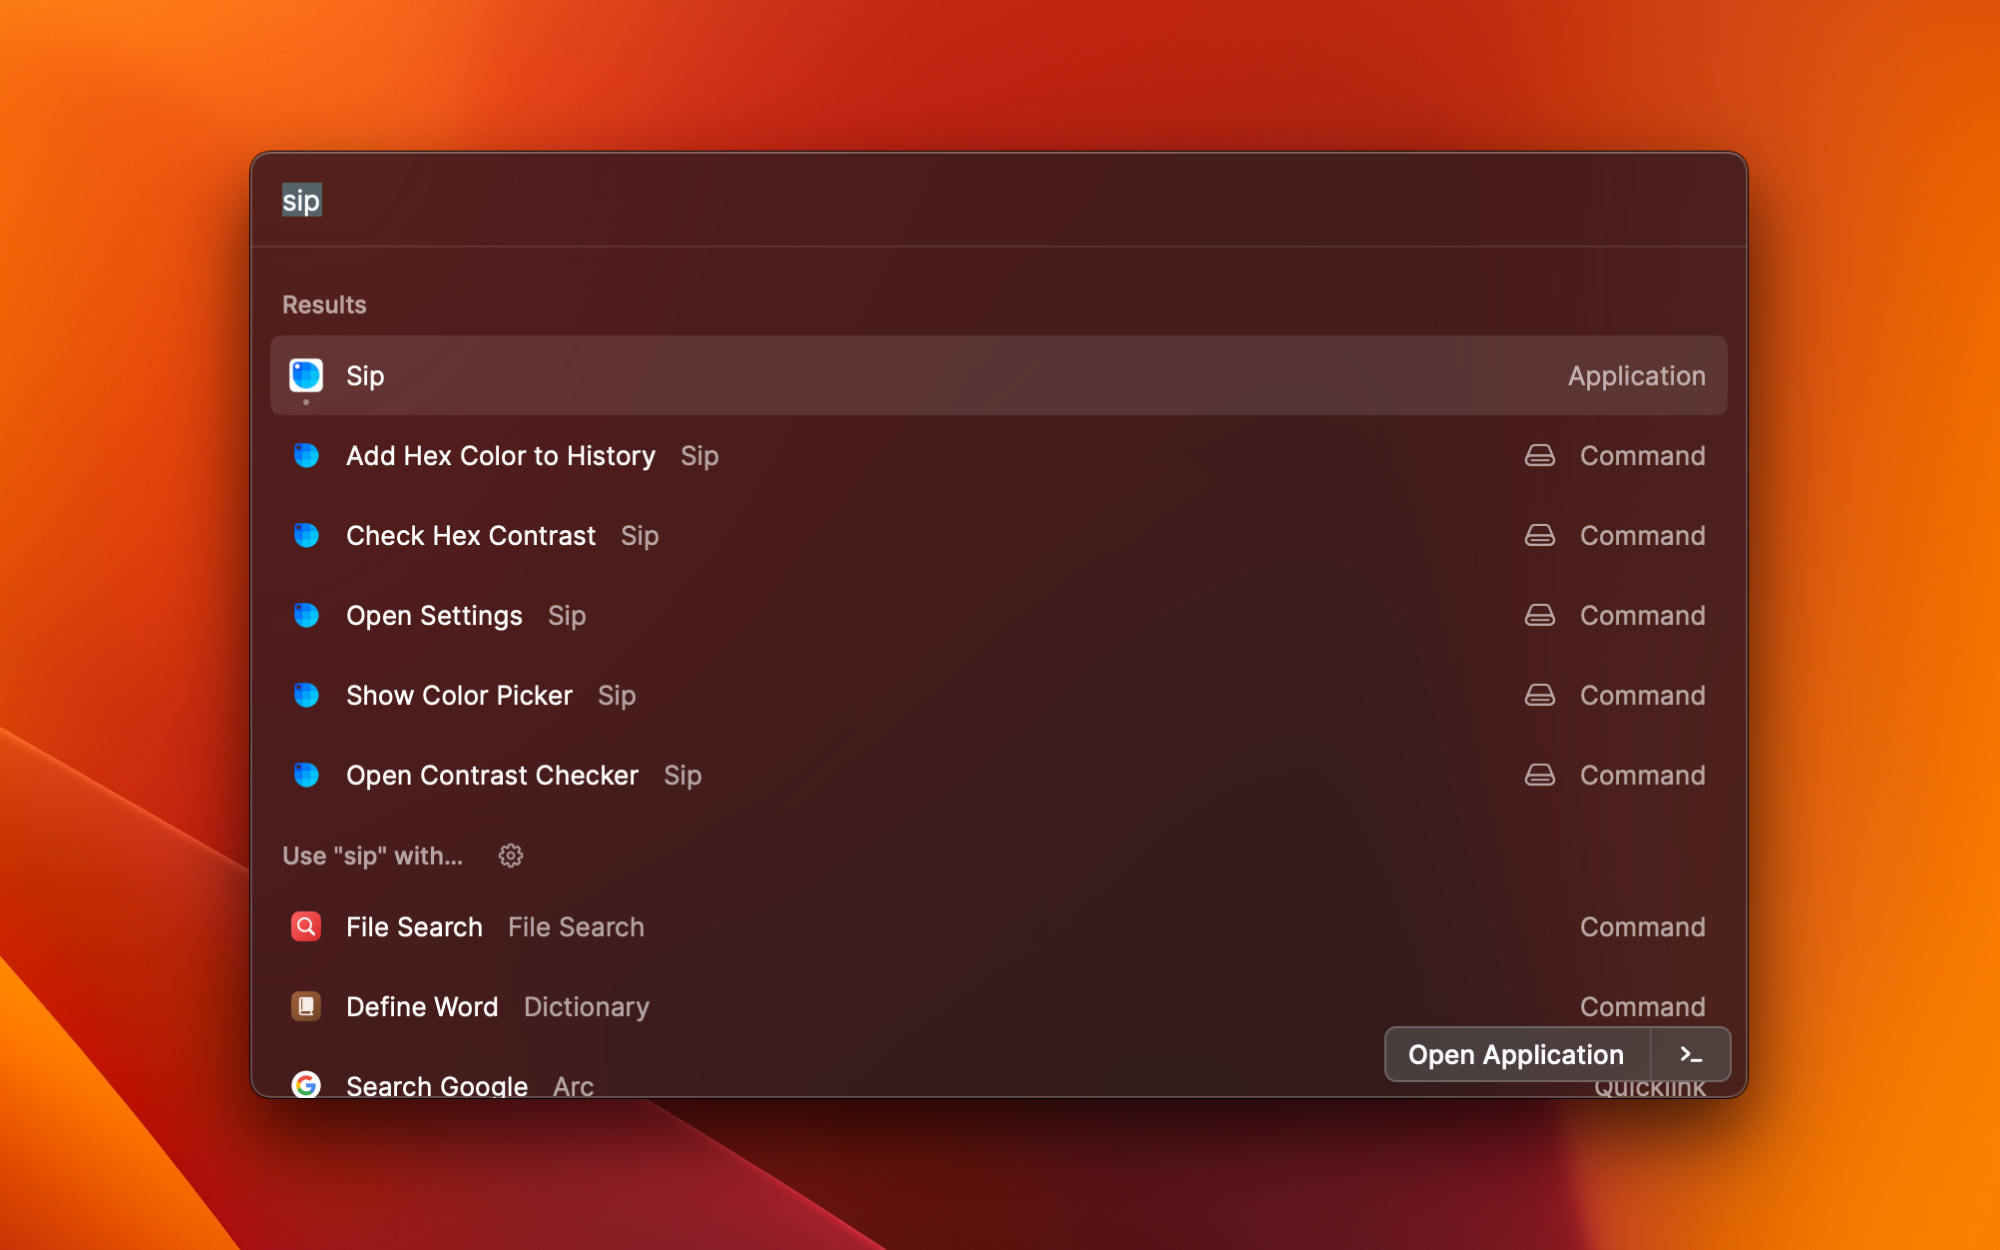 sip
Results
Sip Application
Add Hex Color to History Sip Command
Check Hex Contrast Sip Command
Open Settings Sip Command
Show Color Picker Sip Command
Open Contrast Checker Sip Command
Use "sip" with...
File Search File Search Command
Define Word Dictionary Command
Open Application >_
Search Google Arc Quicklink